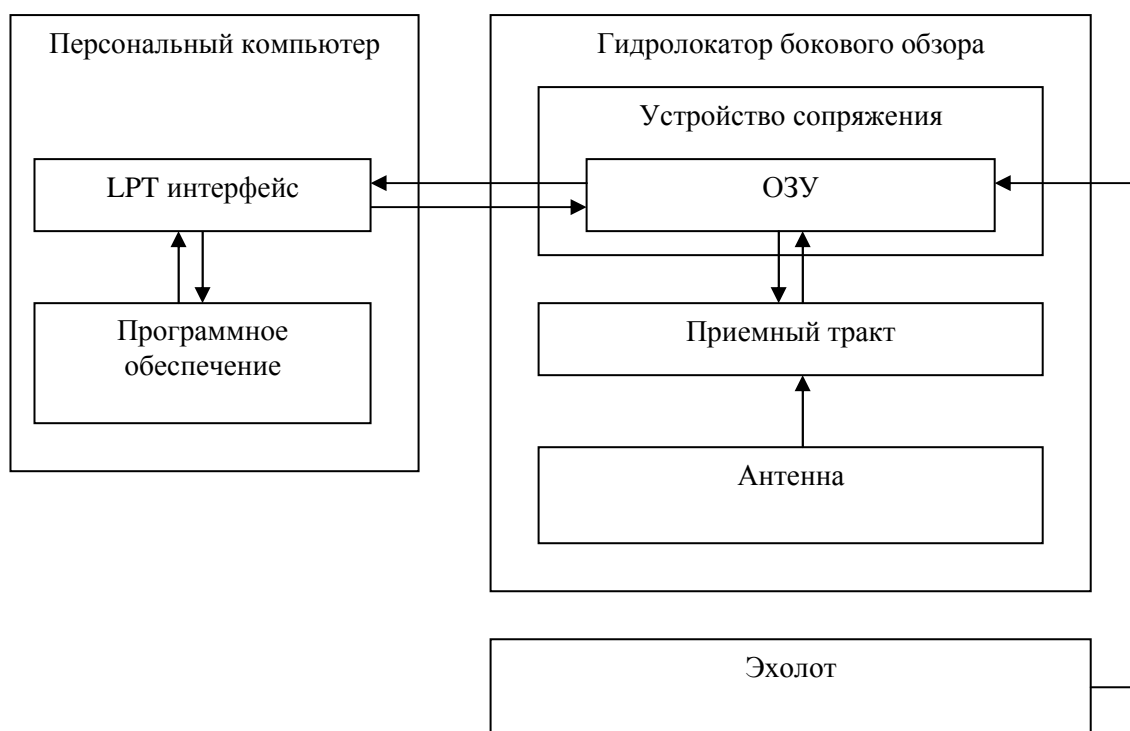 Персональный компьютер
LPT интерфейс
Программное
обеспечение
Гидролокатор бокового обзора
Устройство сопряжения
ОЗУ
Приемный тракт
Антенна
Эхолот